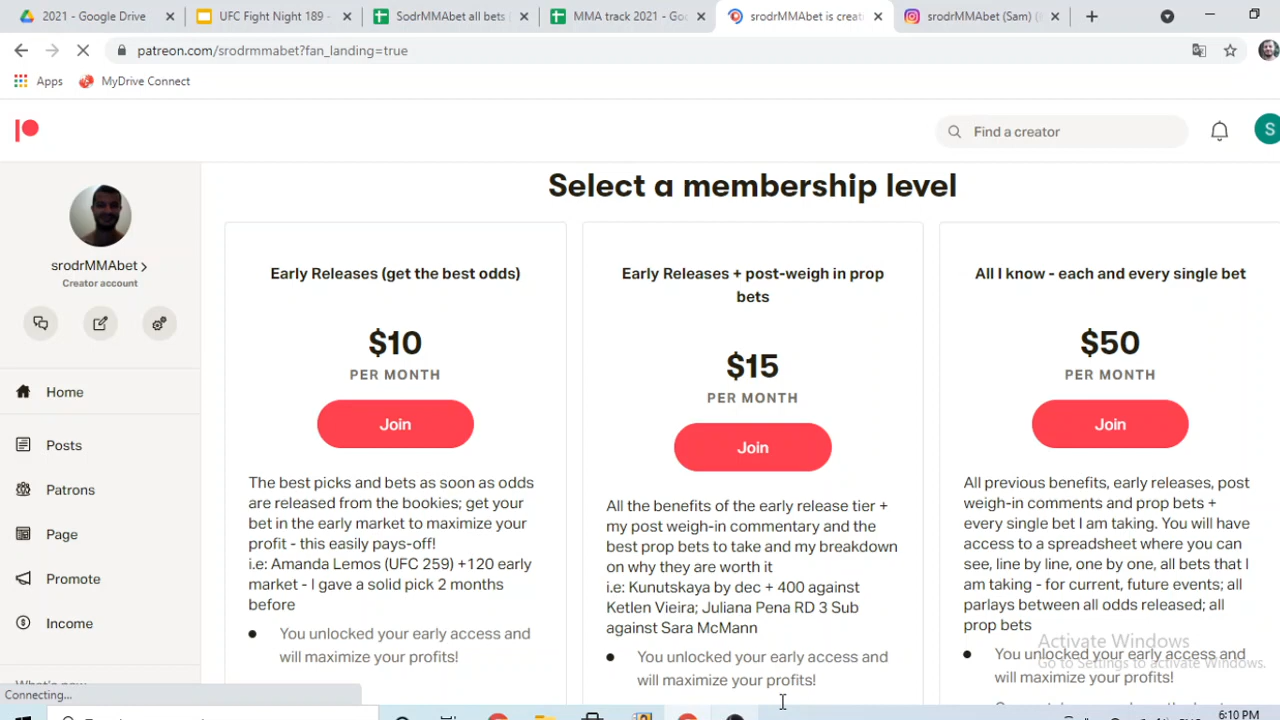 2021 - Google Drive
UFC Fight Night 189 -
SodrMMAbet all bets
MMA track 2021 - Goo
srodrMMAbet is creati
srodrMMAbet (Sam) (
patreon.com/srodrmmabet?fan_landing=true
Apps
MyDrive Connect
Find a creator
S
srodrMMAbet
Creator account
Home
Posts
Patrons
Page
Promote
Income
What's new
Select a membership level
Early Releases (get the best odds)
$10
PER MONTH
Join
The best picks and bets as soon as odds
are released from the bookies; get your
bet in the early market to maximize your
profit - this easily pays-off!
i.e: Amanda Lemos (UFC 259) +120 early
market - I gave a solid pick 2 months
before
You unlocked your early access and
will maximize your profits!
Early Releases + post-weigh in prop
bets
$15
PER MONTH
Join
All the benefits of the early release tier +
my post weigh-in commentary and the
best prop bets to take and my breakdown
on why they are worth it
i.e: Kunutskaya by dec + 400 against
Ketlen Vieira; Juliana Pena RD 3 Sub
against Sara McMann
You unlocked your early access and
will maximize your profits!
All I know - each and every single bet
$50
PER MONTH
Join
All previous benefits, early releases, post
weigh-in comments and prop bets +
every single bet I am taking. You will have
access to a spreadsheet where you can
see, line by line, one by one, all bets that I
am taking - for current, future events; all
parlays between all odds released; all
prop bets
You unlocked your early access and
will maximize your profits!
Activate Windows
Go to Settings to activate Windows.
Connecting...
6:10 PM